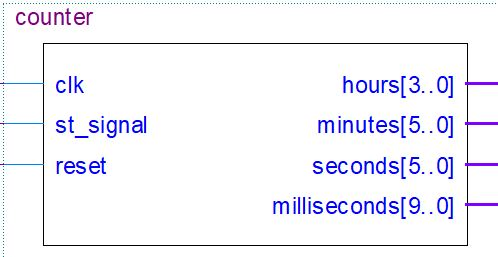 counter
clk hours[3..0]
st_signal minutes[5..0]
reset seconds[5..0]
milliseconds[9..0]